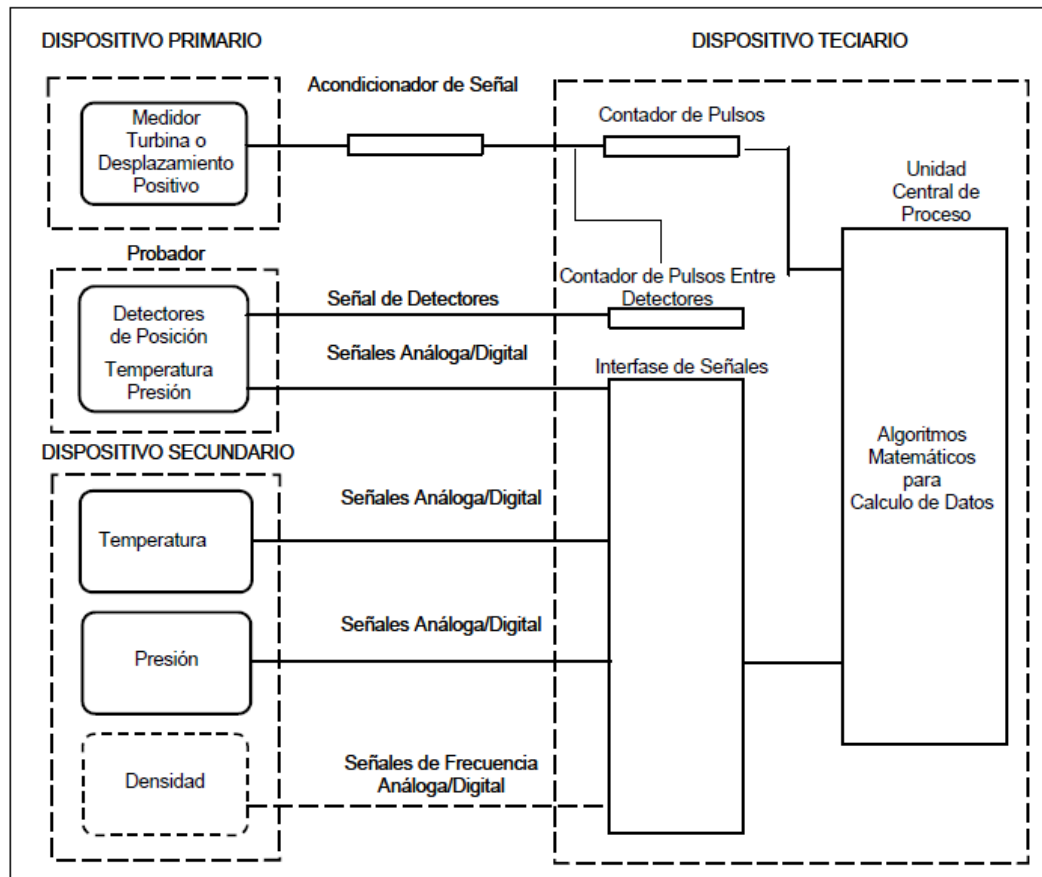 DISPOSITIVO PRIMARIO
DISPOSITIVO TECIARIO
Acondicionador de Señal
Medidor
Turbina o
Desplazamiento
Positivo
Contador de Pulsos
Unidad
Central de
Proceso
Probador
Detectores
de Posición
Temperatura
Presión
Señal de Detectores
Contador de Pulsos Entre
Detectores
Señales Análoga/Digital
Interfase de Señales
Algoritmos
Matemáticos
para
Calculo de Datos
DISPOSITIVO SECUNDARIO
Temperatura
Señales Análoga/Digital
Presión
Señales Análoga/Digital
Densidad
Señales de Frecuencia
Análoga/Digital